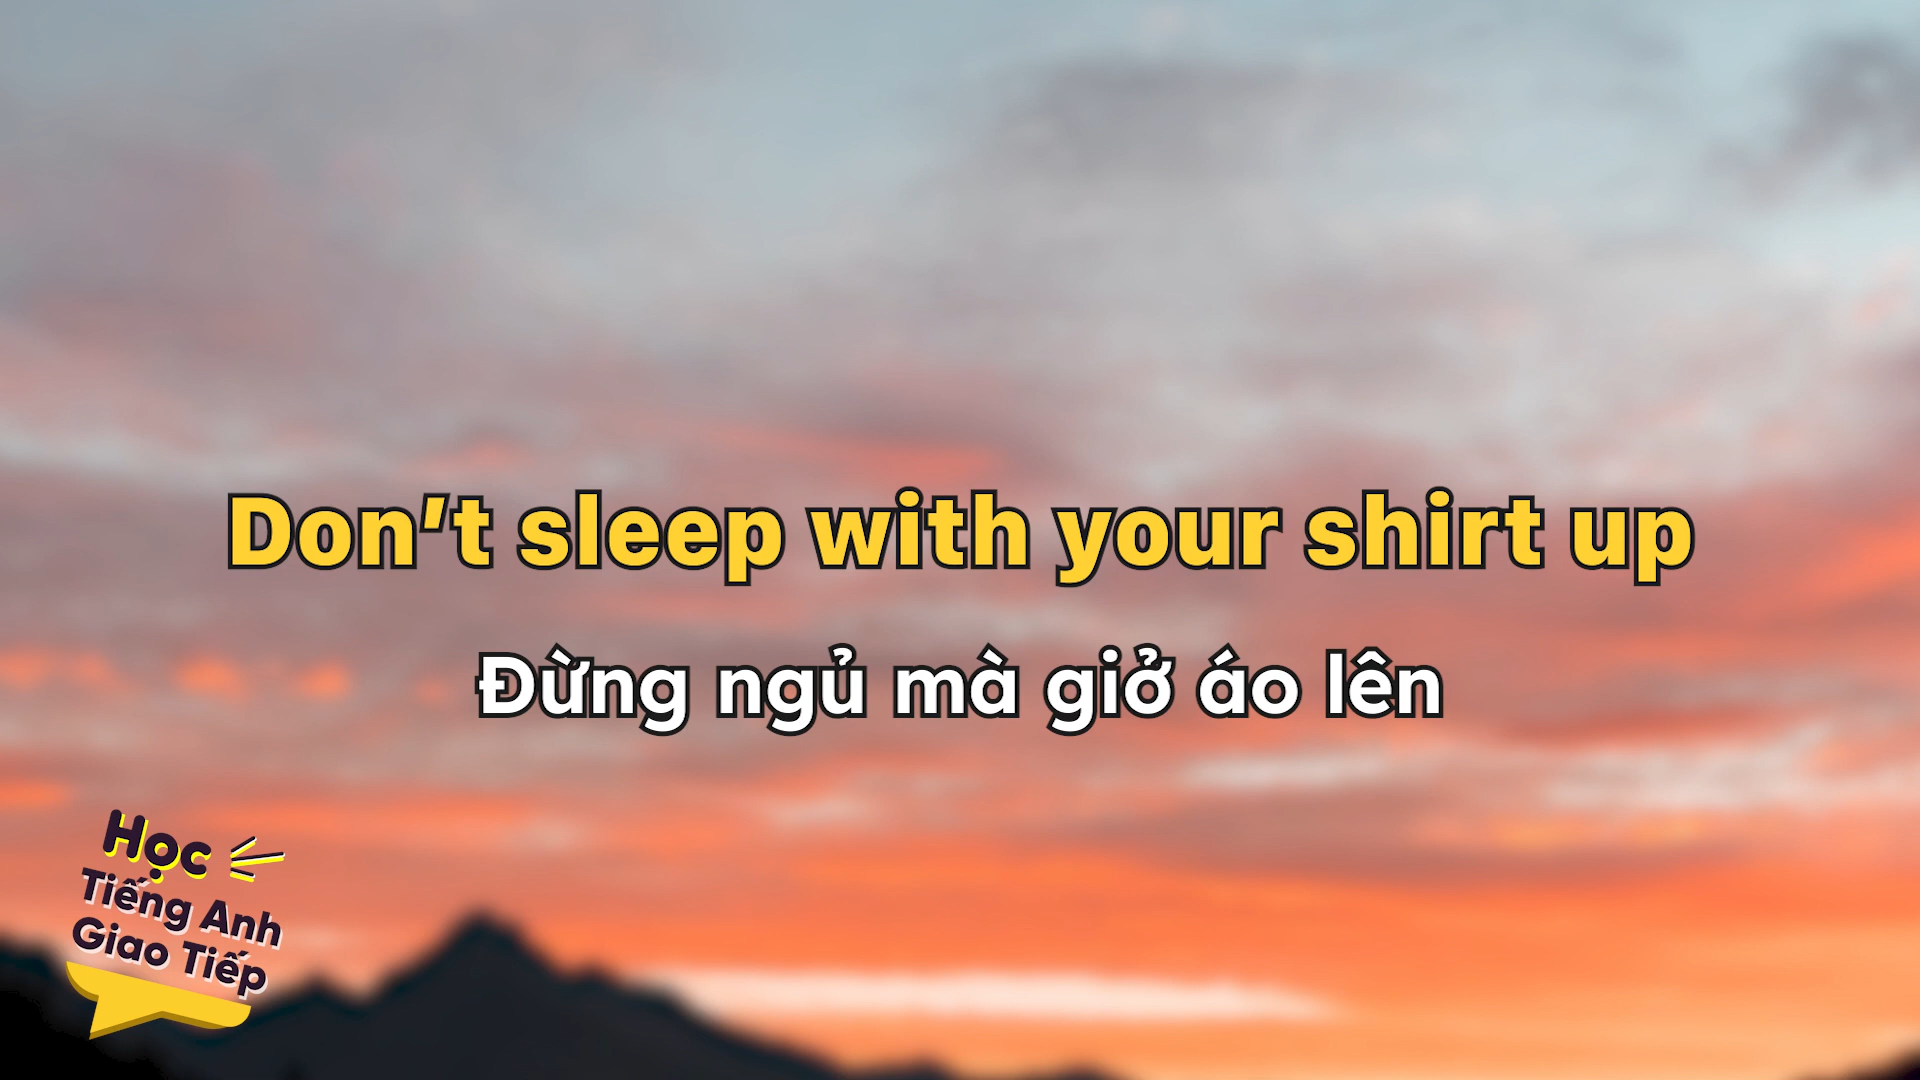 Don’t sleep with your shirt up
Đừng ngủ mà giở áo lên
Học
Tiếng Anh
Giao Tiếp